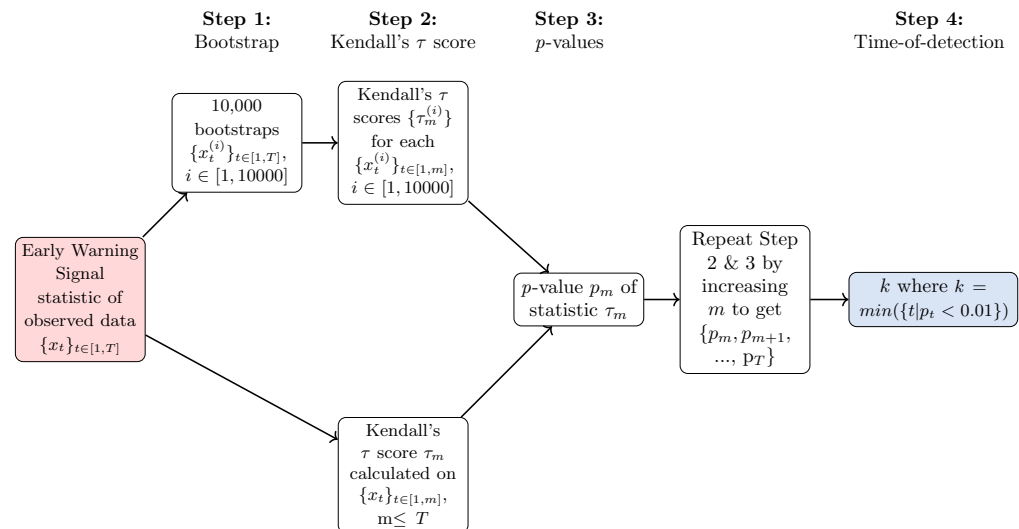 Step 1:
Bootstrap
Step 2:
Kendall's τ score
Step 3:
p-values
Step 4:
Time-of-detection
10,000
bootstraps
{x_t^{(i)}}_{t∈[1,T]},
i ∈ [1, 10000]
Kendall's τ
scores {τ_m^{(i)}}
for each
{x_t^{(i)}}_{t∈[1,m]},
i ∈ [1, 10000]
Early Warning
Signal
statistic of
observed data
{x_t}_{t∈[1,T]}
Kendall's
τ score τ_m
calculated on
{x_t}_{t∈[1,m]},
m≤ T
p-value p_m of
statistic τ_m
Repeat Step
2 & 3 by
increasing
m to get
{p_m, p_{m+1},
..., p_T}
k where k =
min({t|p_t < 0.01})